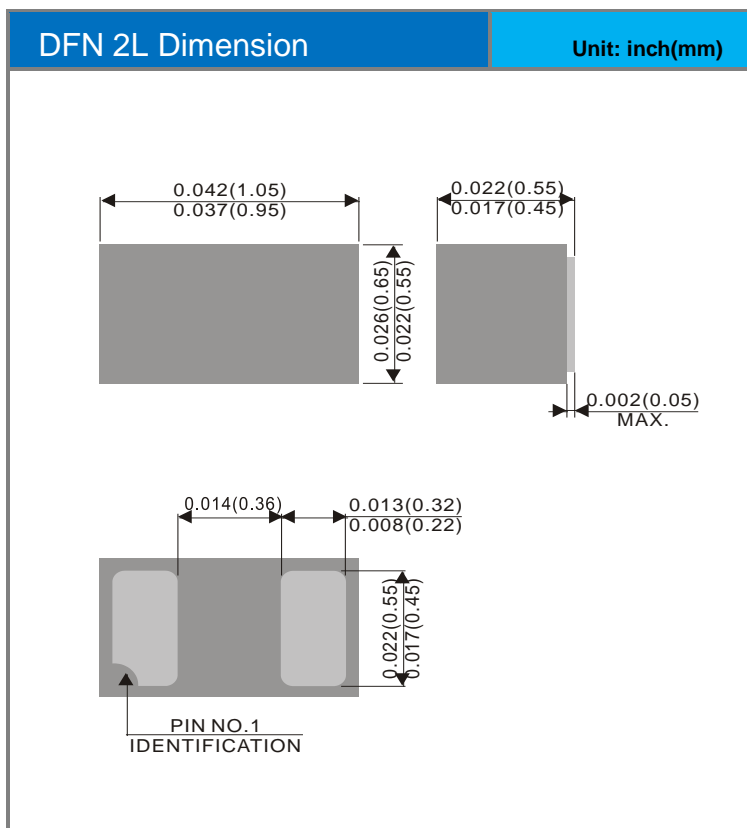 DFN 2L Dimension
Unit: inch(mm)
0.042(1.05)
0.037(0.95)
0.022(0.55)
0.017(0.45)
0.026(0.65)
0.022(0.55)
0.002(0.05)
MAX.
0.014(0.36)
0.013(0.32)
0.008(0.22)
0.022(0.55)
0.017(0.45)
PIN NO.1
IDENTIFICATION